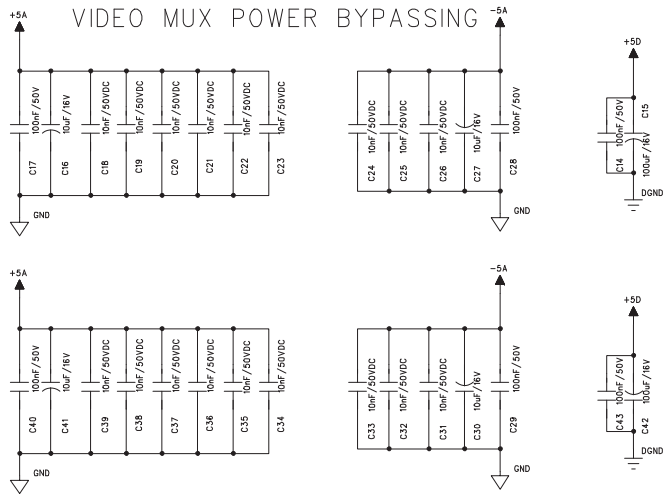 VIDEO MUX POWER BYPASSING
+5A
100nF/50V
C17
10uF/16V
C16
10nF/50VDC
C18
10nF/50VDC
C19
10nF/50VDC
C20
10nF/50VDC
C21
10nF/50VDC
C22
10nF/50VDC
C23
GND
-5A
10nF/50VDC
C24
10nF/50VDC
C25
10nF/50VDC
C26
10uF/16V
C27
100nF/50V
C28
GND
+5D
100nF/50V
C14
C15
100uF/16V
DGND
+5A
100nF/50V
C40
10uF/16V
C41
10nF/50VDC
C39
10nF/50VDC
C38
10nF/50VDC
C37
10nF/50VDC
C36
10nF/50VDC
C35
10nF/50VDC
C34
GND
-5A
10nF/50VDC
C33
10nF/50VDC
C32
10nF/50VDC
C31
10uF/16V
C30
100nF/50V
C29
GND
+5D
100nF/50V
C43
100uF/16V
C42
DGND